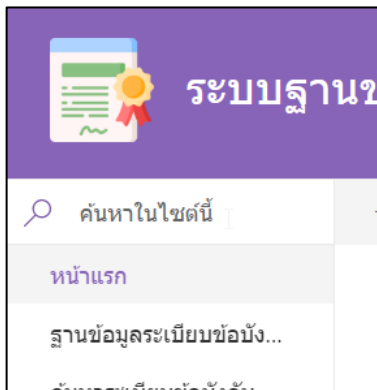 ระบบฐานข
ค้นหาในไซต์นี้
หน้าแรก
ฐานข้อมูลระเบียบข้อบัง...